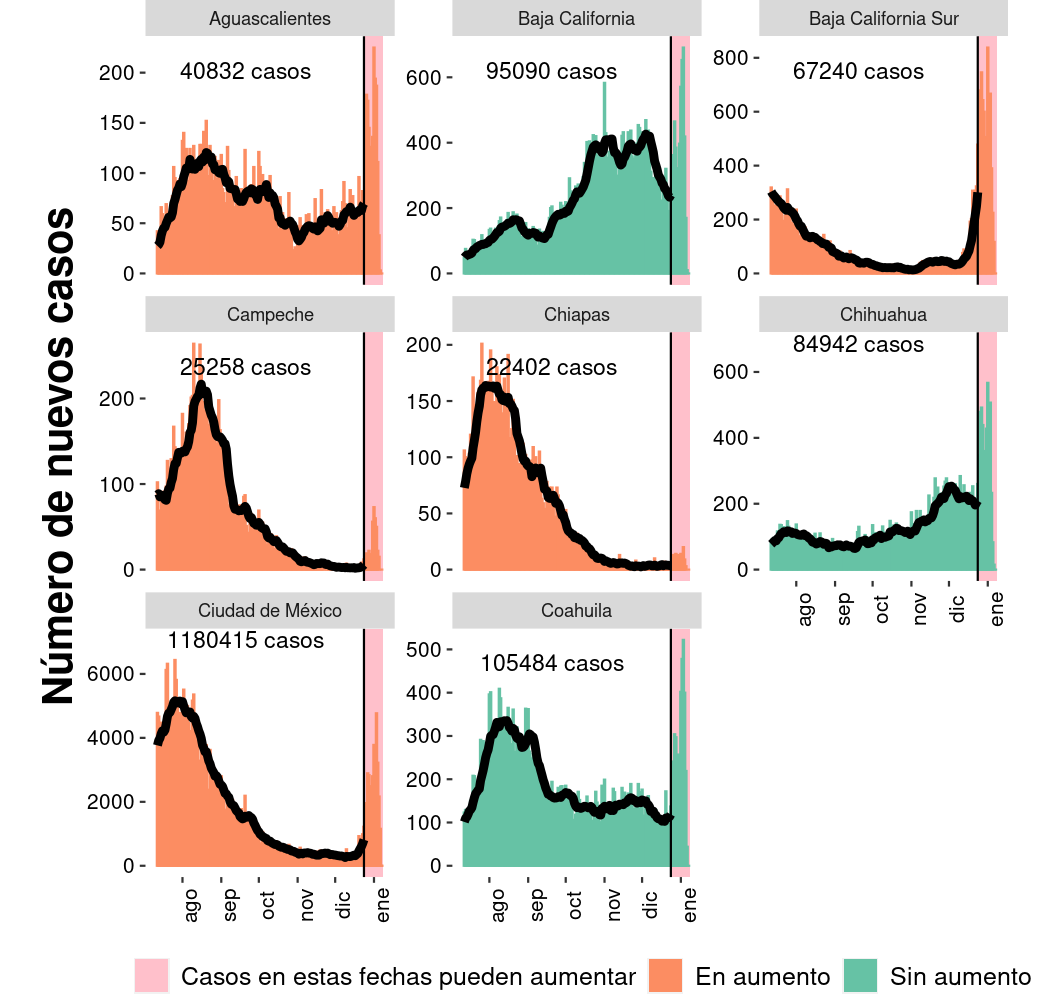 Número de nuevos casos
Aguascalientes
40832 casos
200
150
100
50
0
Baja California
95090 casos
600
400
200
0
Baja California Sur
67240 casos
800
600
400
200
0
Campeche
25258 casos
200
100
0
Chiapas
22402 casos
200
150
100
50
0
Chihuahua
84942 casos
600
400
200
0
ago sep oct nov dic ene
Ciudad de México
1180415 casos
6000
4000
2000
0
ago sep oct nov dic ene
Coahuila
105484 casos
500
400
300
200
100
0
ago sep oct nov dic ene
Casos en estas fechas pueden aumentar En aumento Sin aumento